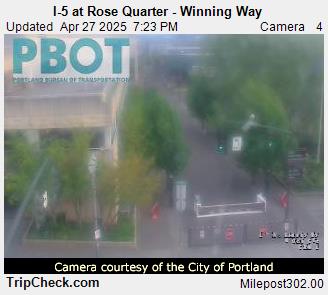 I-5 at Rose Quarter - Winning Way
Updated Apr 27 2025 7:23 PM Camera 4
PBOT
PORTLAND BUREAU OF TRANSPORTATION
Camera courtesy of the City of Portland
TripCheck.com Milepost302.00